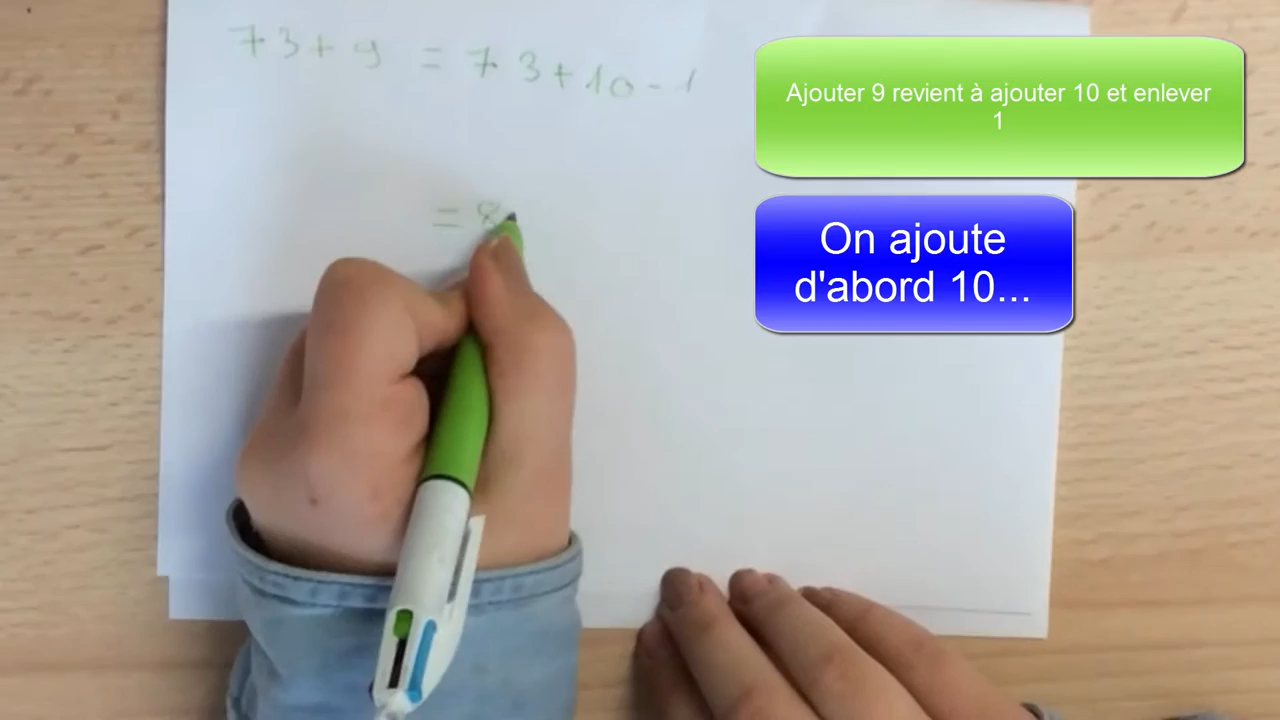 73+9 = 73+10-1
= 8
Ajouter 9 revient à ajouter 10 et enlever
1
On ajoute
d'abord 10...